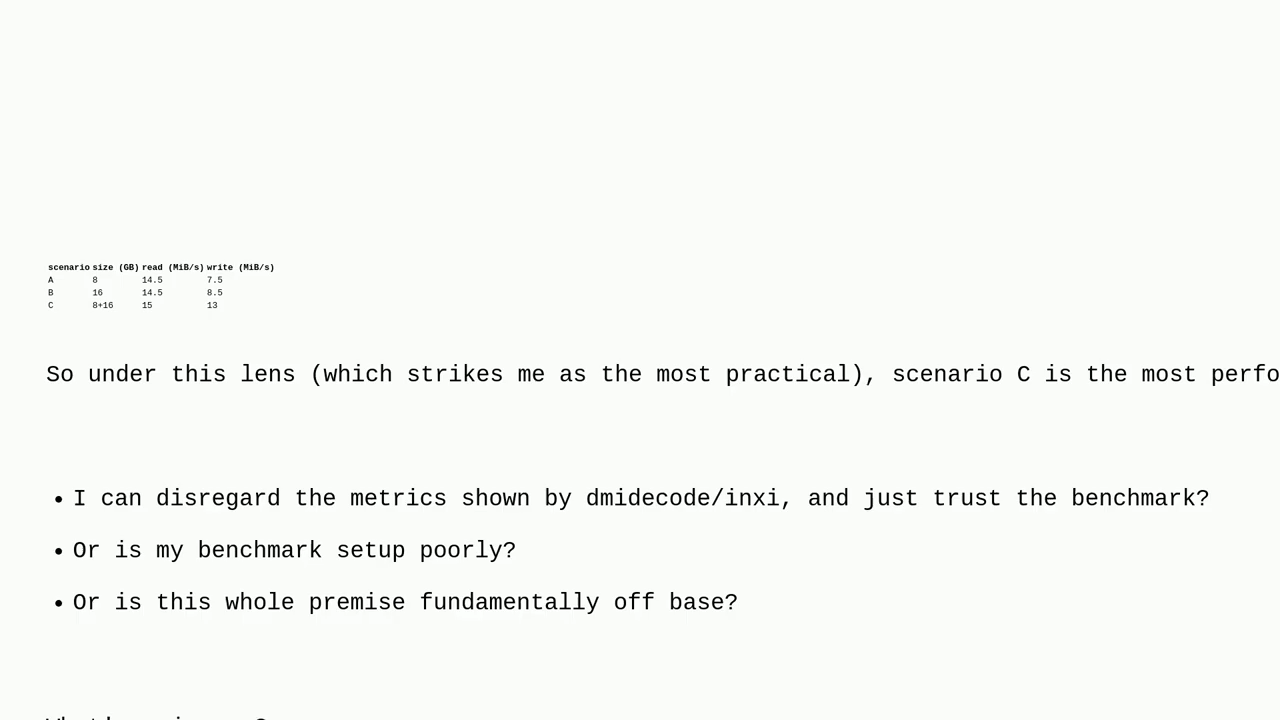 scenario size (GB) read (MiB/s) write (MiB/s)
A 8 14.5 7.5
B 16 14.5 8.5
C 8+16 15 13
So under this lens (which strikes me as the most practical), scenario C is the most
• I can disregard the metrics shown by dmidecode/inxi, and just trust the benchmark?
• Or is my benchmark setup poorly?
• Or is this whole premise fundamentally off base?